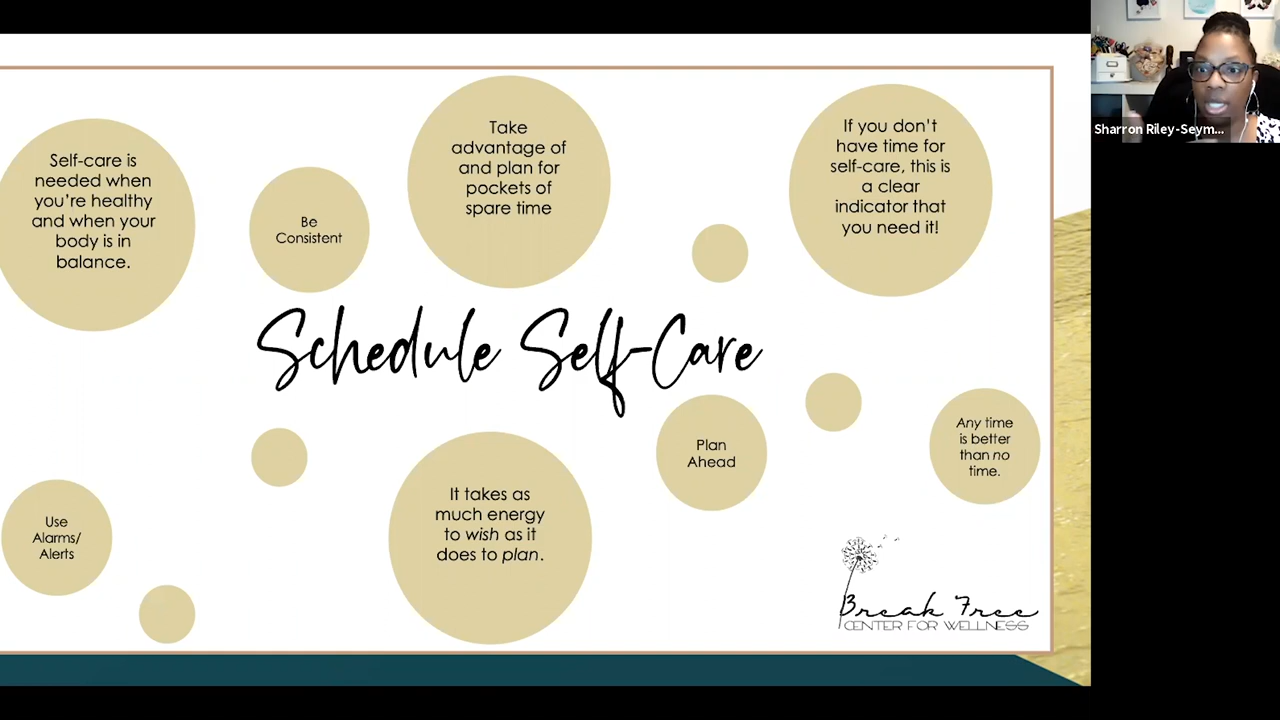 Self-care is
needed when
you're healthy
and when your
body is in
balance.
Be
Consistent
Take
advantage of
and plan for
pockets of
spare time
If you don't
have time for
self-care, this is
a clear
indicator that
you need it!
Sharron Riley-Seym...
Schedule Self-Care
Use
Alarms/
Alerts
It takes as
much energy
to wish as it
does to plan.
Plan
Ahead
Any time
is better
than no
time.
Break Free
CENTER FOR WELLNESS